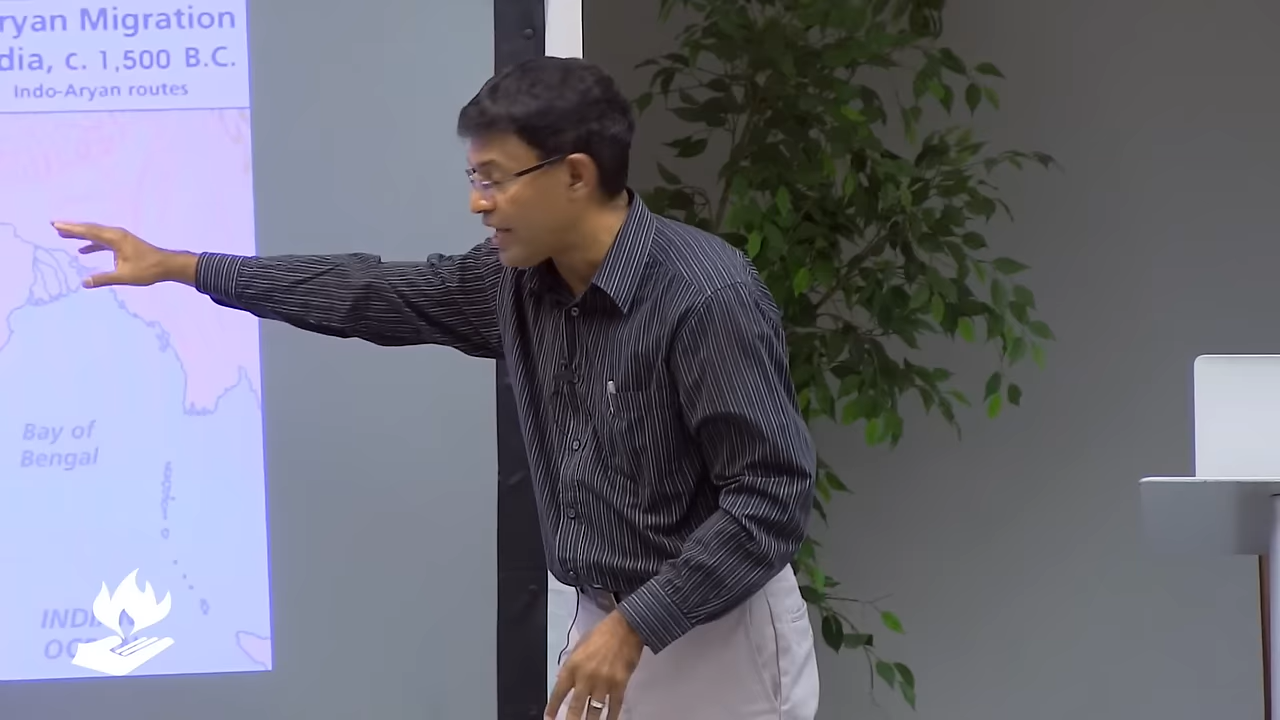 ryan Migration
dia, c. 1,500 B.C.
Indo-Aryan routes
Bay of
Bengal
INDI
OC